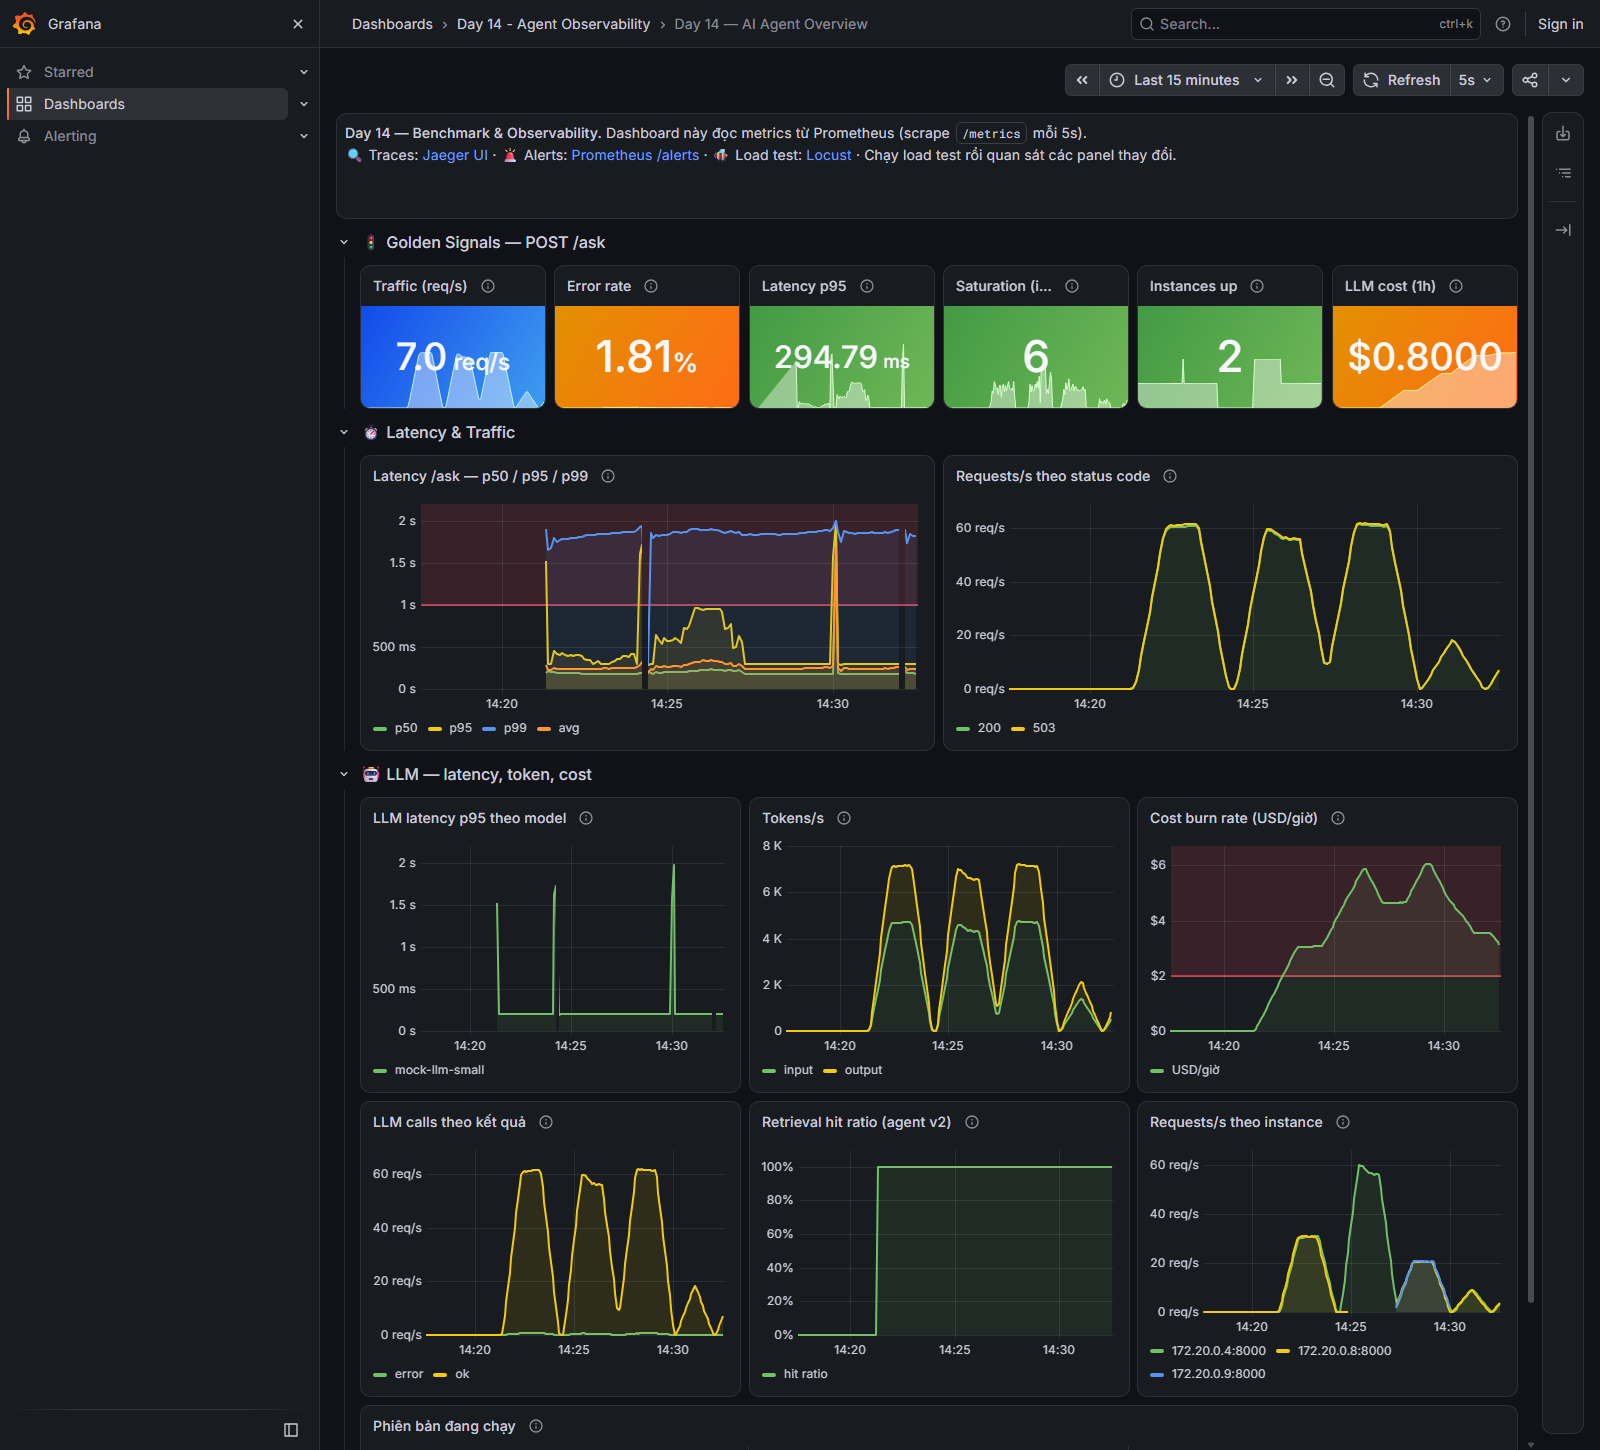 Grafana
Dashboards › Day 14 - Agent Observability › Day 14 — AI Agent Overview
Search...
ctrl+k
Sign in
Starred
Dashboards
Alerting
Last 15 minutes
Refresh
5s
Day 14 — Benchmark & Observability. Dashboard này đọc metrics từ Prometheus (scrape /metrics mỗi 5s).
Traces: Jaeger UI · Alerts: Prometheus /alerts · Load test: Locust · Chạy load test rồi quan sát các panel thay đổi.
Golden Signals — POST /ask
Traffic (req/s)
7.0 req/s
Error rate
1.81%
Latency p95
294.79 ms
Saturation (i...
6
Instances up
2
LLM cost (1h)
$0.8000
Latency & Traffic
Latency /ask — p50 / p95 / p99
2 s
1.5 s
1 s
500 ms
0 s
14:20
14:25
14:30
p50
p95
p99
avg
Requests/s theo status code
60 req/s
40 req/s
20 req/s
0 req/s
14:20
14:25
14:30
200
503
LLM — latency, token, cost
LLM latency p95 theo model
2 s
1.5 s
1 s
500 ms
0 s
14:20
14:25
14:30
mock-llm-small
Tokens/s
8 K
6 K
4 K
2 K
0
14:20
14:25
14:30
input
output
Cost burn rate (USD/giờ)
$6
$4
$2
$0
14:20
14:25
14:30
USD/giờ
LLM calls theo kết quả
60 req/s
40 req/s
20 req/s
0 req/s
14:20
14:25
14:30
error
ok
Retrieval hit ratio (agent v2)
100%
80%
60%
40%
20%
0%
14:20
14:25
14:30
hit ratio
Requests/s theo instance
60 req/s
40 req/s
20 req/s
0 req/s
14:20
14:25
14:30
172.20.0.4:8000
172.20.0.8:8000
172.20.0.9:8000
Phiên bản đang chạy